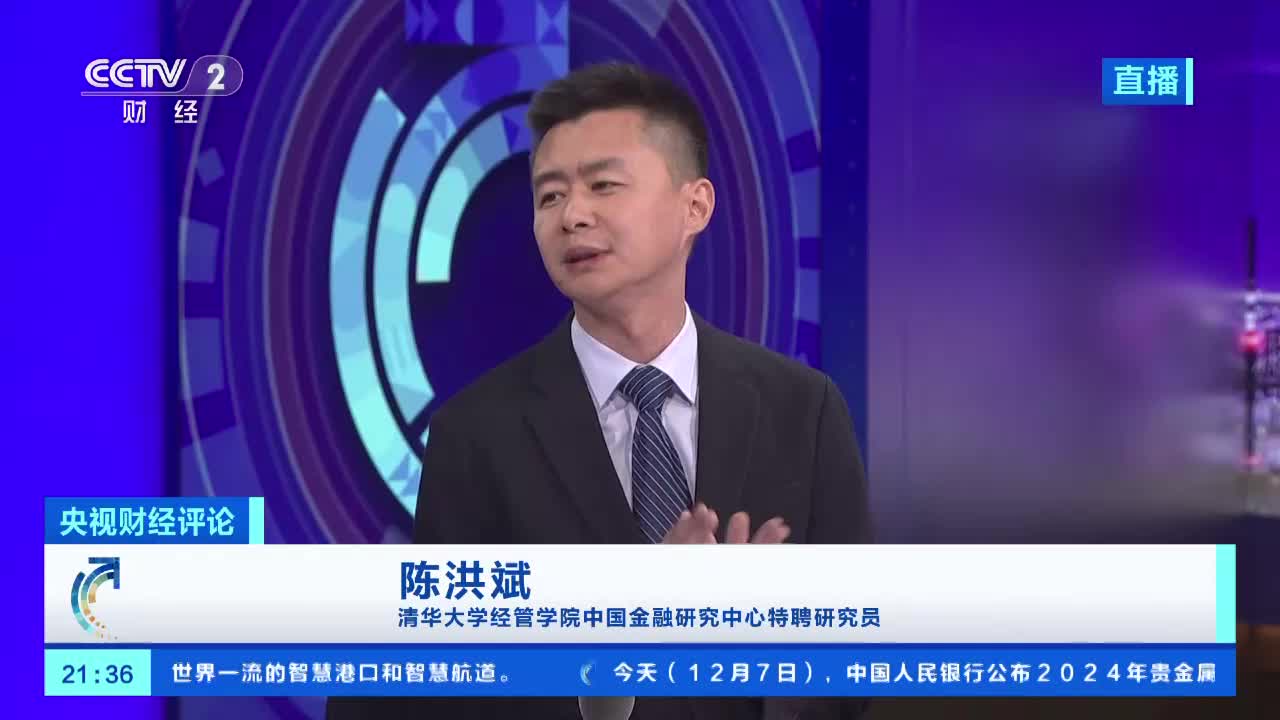 CCTV 2
财经
直播
央视财经评论
陈洪斌
清华大学经管学院中国金融研究中心特聘研究员
21:36 世界一流的智慧港口和智慧航道。 今天（12月7日），中国人民银行公布2024年贵金属